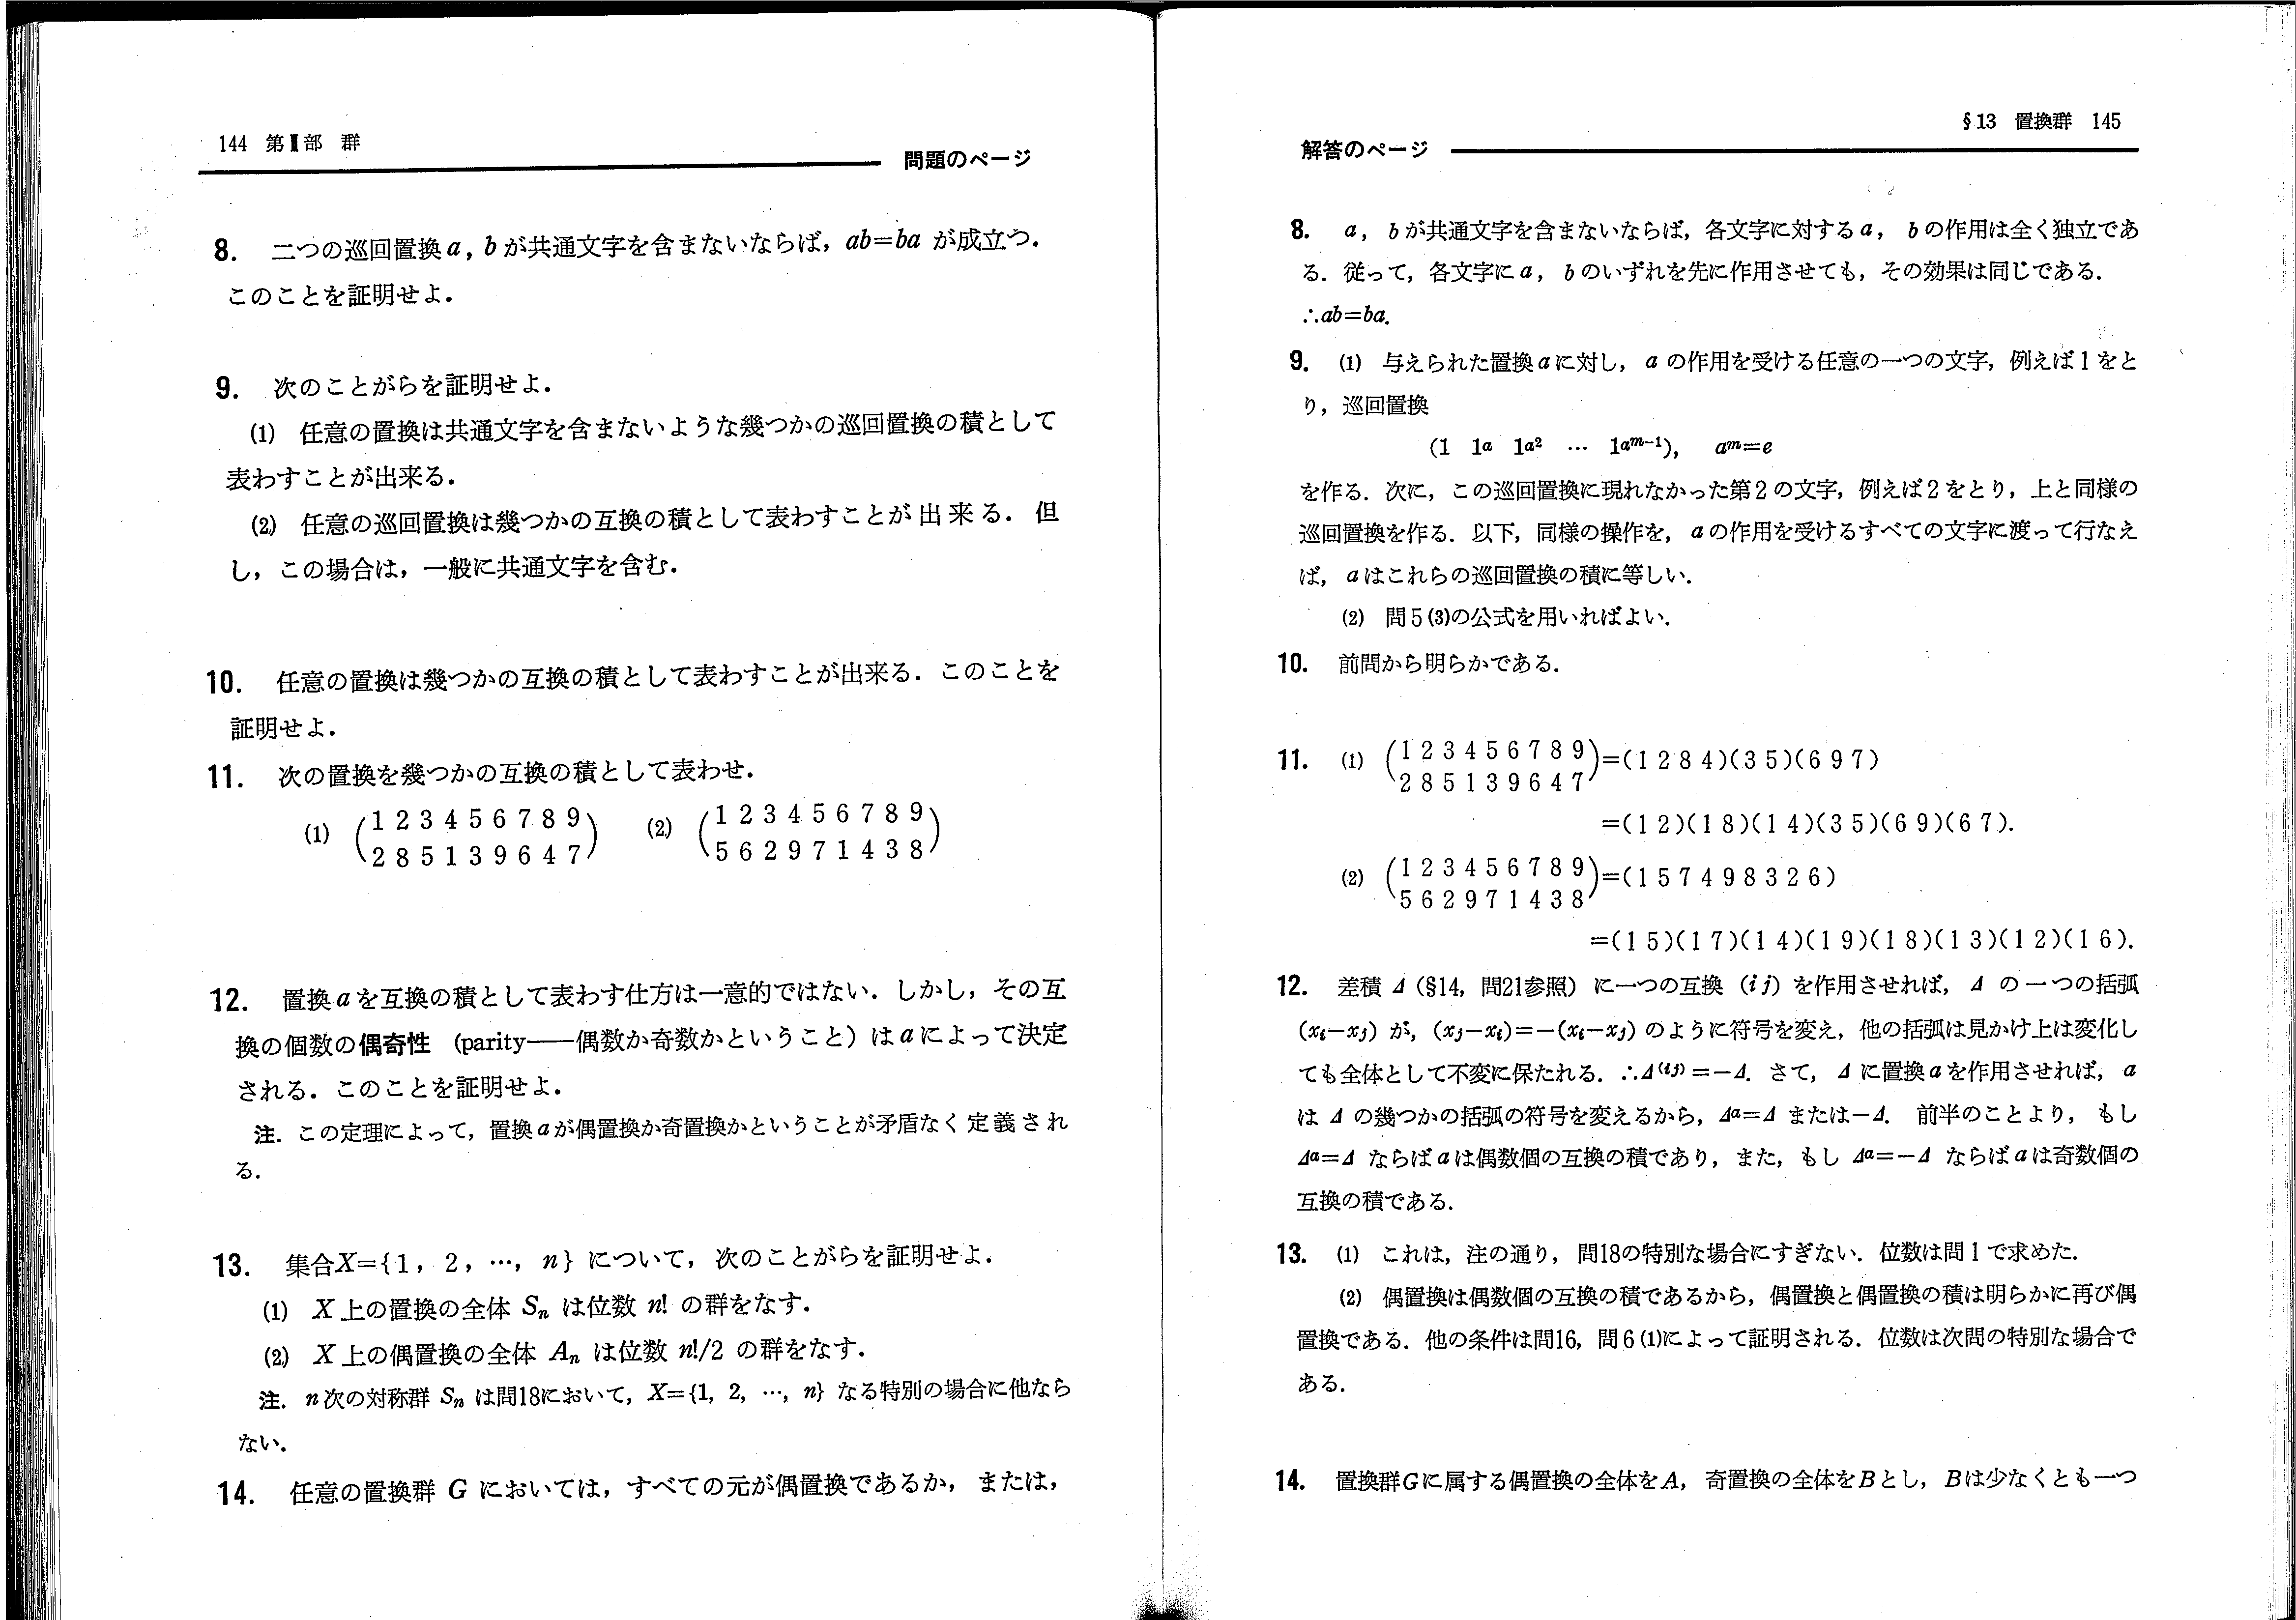 144 第Ⅱ部 群
問題のページ
8. 二つの巡回置換 a, b が共通文字を含まないならば, ab=ba が成立つ.
このことを証明せよ.
9. 次のことがらを証明せよ.
(1) 任意の置換は共通文字を含まないような幾つかの巡回置換の積として
表わすことが出来る.
(2) 任意の巡回置換は幾つかの互換の積として表わすことが出来る. 但
し, この場合は, 一般に共通文字を含む.
10. 任意の置換は幾つかの互換の積として表わすことが出来る. このことを
証明せよ.
11. 次の置換を幾つかの互換の積として表わせ.
(1) (1 2 3 4 5 6 7 8 9) (2) (1 2 3 4 5 6 7 8 9)
2 8 5 1 3 9 6 4 7 5 6 2 9 7 1 4 3 8
12. 置換 a を互換の積として表わす仕方は一意的ではない. しかし, その互
換の個数の偶奇性 (parity——偶数か奇数かということ) は a によって決定
される. このことを証明せよ.
注. この定理によって, 置換 a が偶置換か奇置換かということが矛盾なく定義され
る.
13. 集合X={1, 2, …, n} について, 次のことがらを証明せよ.
(1) X 上の置換の全体 Sn は位数 n! の群をなす.
(2) X 上の偶置換の全体 An は位数 n!/2 の群をなす.
注. n 次の対称群 Sn は問18において, X={1, 2, …, n} なる特別の場合に他なら
ない.
14. 任意の置換群 G においては, すべての元が偶置換であるか, または,
§13 置換群 145
解答のページ
8. a, b が共通文字を含まないならば, 各文字に対する a, b の作用は全く独立であ
る. 従って, 各文字に a, b のいずれを先に作用させても, その効果は同じである.
∴ab=ba.
9. (1) 与えられた置換 a に対し, a の作用を受ける任意の一つの文字, 例えば 1 をと
り, 巡回置換
(1 1a 1a² … 1aᵐ⁻¹), aᵐ=e
を作る. 次に, この巡回置換に現れなかった第2の文字, 例えば2をとり, 上と同様の
巡回置換を作る. 以下, 同様の操作を, a の作用を受けるすべての文字に渡って行なえ
ば, a はこれらの巡回置換の積に等しい.
(2) 問5(3)の公式を用いればよい.
10. 前問から明らかである.
11. (1) (1 2 3 4 5 6 7 8 9)=(1 2 8 4)(3 5)(6 9 7)
2 8 5 1 3 9 6 4 7
=(1 2)(1 8)(1 4)(3 5)(6 9)(6 7).
(2) (1 2 3 4 5 6 7 8 9)=(1 5 7 4 9 8 3 2 6)
5 6 2 9 7 1 4 3 8
=(1 5)(1 7)(1 4)(1 9)(1 8)(1 3)(1 2)(1 6).
12. 差積 Δ (§14, 問21参照) に一つの互換 (i j) を作用させれば, Δ の一つの括弧
(xi−xj) が, (xj−xi)=−(xi−xj) のように符号を変え, 他の括弧は見かけ上は変化し
ても全体として不変に保たれる. ∴Δ(ij)=−Δ. さて, Δ に置換 a を作用させれば, a
は Δ の幾つかの括弧の符号を変えるから, Δa=Δ または−Δ. 前半のことより, もし
Δa=Δ ならば a は偶数個の互換の積であり, また, もし Δa=−Δ ならば a は奇数個の
互換の積である.
13. (1) これは, 注の通り, 問18の特別な場合にすぎない. 位数は問1で求めた.
(2) 偶置換は偶数個の互換の積であるから, 偶置換と偶置換の積は明らかに再び偶
置換である. 他の条件は問16, 問6(1)によって証明される. 位数は次問の特別な場合で
ある.
14. 置換群Gに属する偶置換の全体をA, 奇置換の全体をBとし, Bは少なくとも一つ